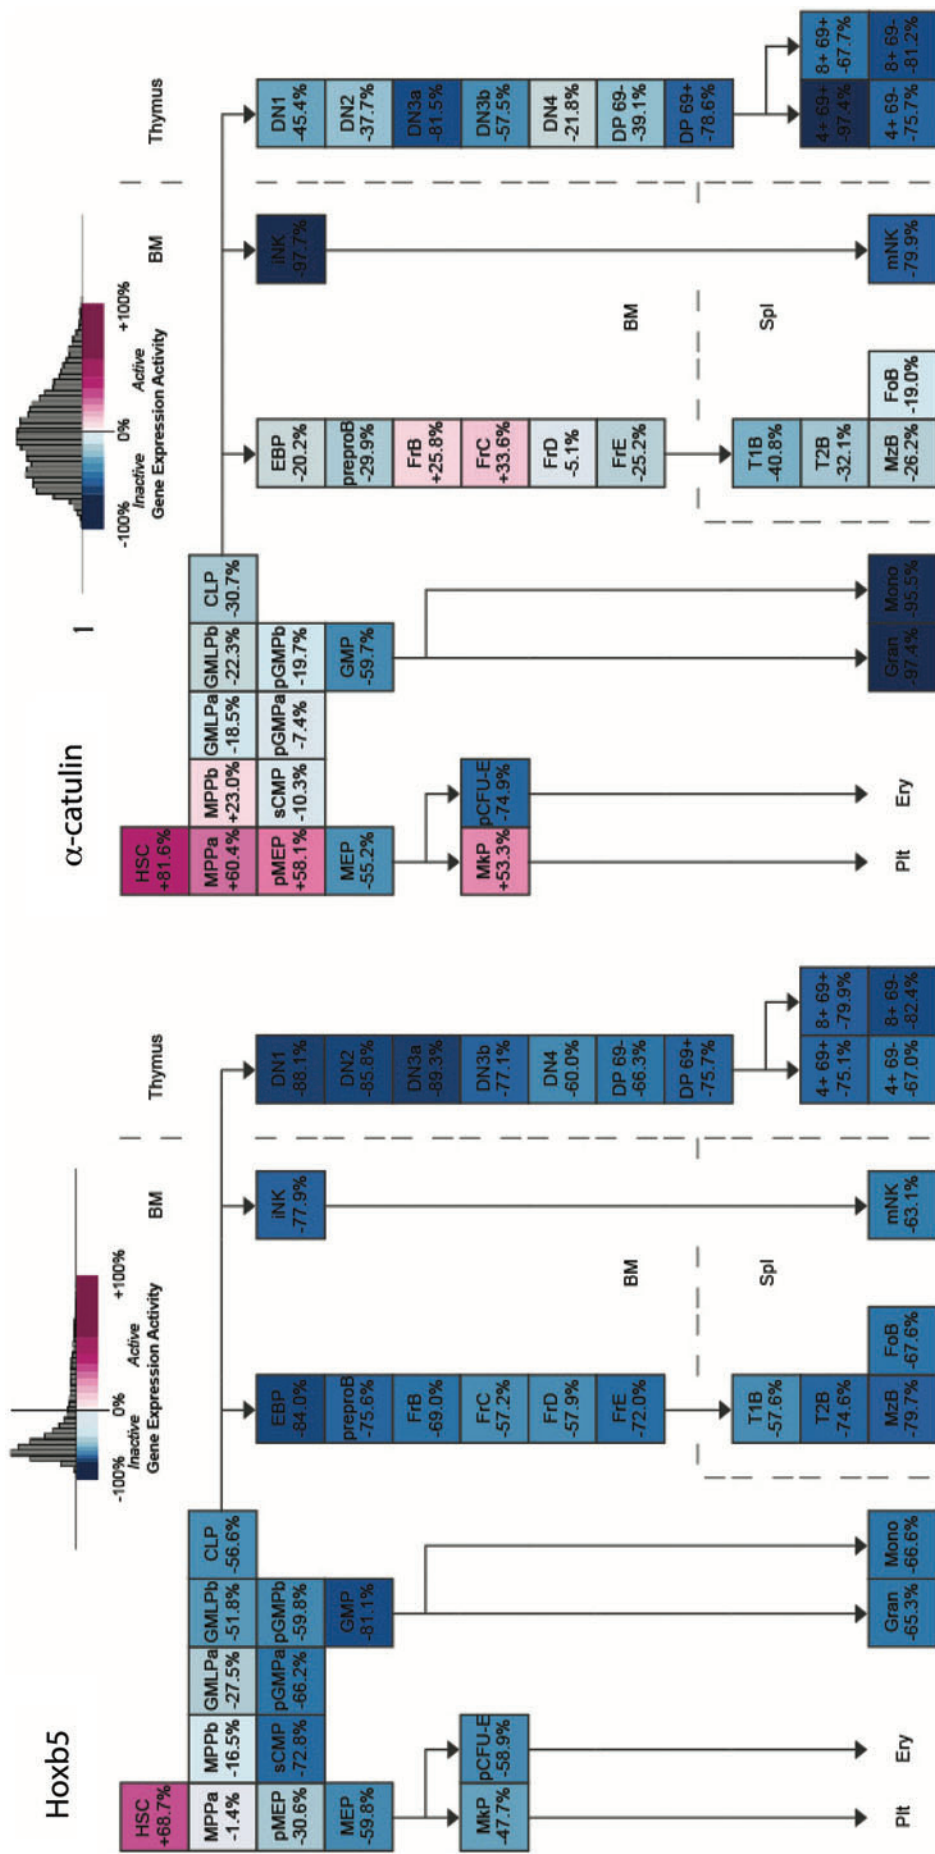 Hoxb5
-100%
0%
+100%
Inactive
Active
Gene Expression Activity
BM
Thymus
HSC
+68.7%
MPPa
-1.4%
MPPb
-16.5%
GMLPa
-27.5%
GMLPb
-51.8%
CLP
-56.6%
pMEP
-30.6%
sCMP
-72.8%
pGMPa
-66.2%
pGMPb
-59.8%
MEP
-59.8%
GMP
-81.1%
MkP
-47.7%
pCFU-E
-58.9%
Plt
Ery
Gran
-65.3%
Mono
-66.6%
EBP
-84.0%
preproB
-75.6%
FrB
-69.0%
FrC
-57.2%
FrD
-57.9%
FrE
-72.0%
BM
Spl
T1B
-57.6%
T2B
-74.6%
MzB
-79.7%
FoB
-67.6%
iNK
-77.9%
mNK
-63.1%
DN1
-88.1%
DN2
-85.8%
DN3a
-89.3%
DN3b
-77.1%
DN4
-60.0%
DP 69-
-66.3%
DP 69+
-75.7%
4+ 69+
-75.1%
8+ 69+
-79.9%
4+ 69-
-67.0%
8+ 69-
-82.4%
α-catulin
1
-100%
0%
+100%
Inactive
Active
Gene Expression Activity
BM
Thymus
HSC
+81.6%
MPPa
+60.4%
MPPb
+23.0%
GMLPa
-18.5%
GMLPb
-22.3%
CLP
-30.7%
pMEP
+58.1%
sCMP
-10.3%
pGMPa
-7.4%
pGMPb
-19.7%
MEP
-55.2%
GMP
-59.7%
MkP
+53.3%
pCFU-E
-74.9%
Plt
Ery
Gran
-97.4%
Mono
-95.5%
EBP
-20.2%
preproB
-29.9%
FrB
+25.8%
FrC
+33.6%
FrD
-5.1%
FrE
-25.2%
BM
Spl
T1B
-40.8%
T2B
-32.1%
MzB
-26.2%
FoB
-19.0%
iNK
-97.7%
mNK
-79.9%
DN1
-45.4%
DN2
-37.7%
DN3a
-81.5%
DN3b
-57.5%
DN4
-21.8%
DP 69-
-39.1%
DP 69+
-78.6%
4+ 69+
-97.4%
8+ 69+
-67.7%
4+ 69-
-75.7%
8+ 69-
-81.2%